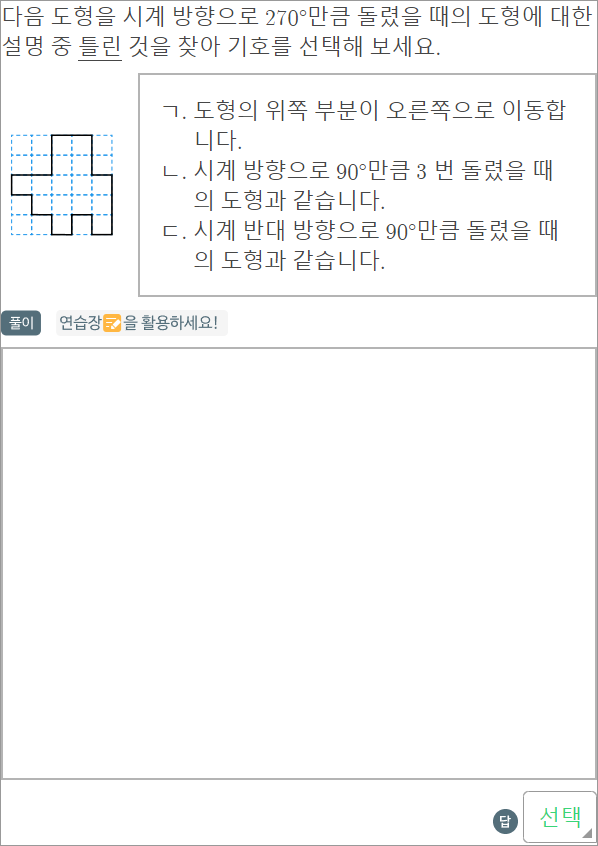 다음 도형을 시계 방향으로 270°만큼 돌렸을 때의 도형에 대한
설명 중 틀린 것을 찾아 기호를 선택해 보세요.
ㄱ. 도형의 위쪽 부분이 오른쪽으로 이동합
니다.
ㄴ. 시계 방향으로 90°만큼 3 번 돌렸을 때
의 도형과 같습니다.
ㄷ. 시계 반대 방향으로 90°만큼 돌렸을 때
의 도형과 같습니다.
풀이 연습장을 활용하세요!
답 선택